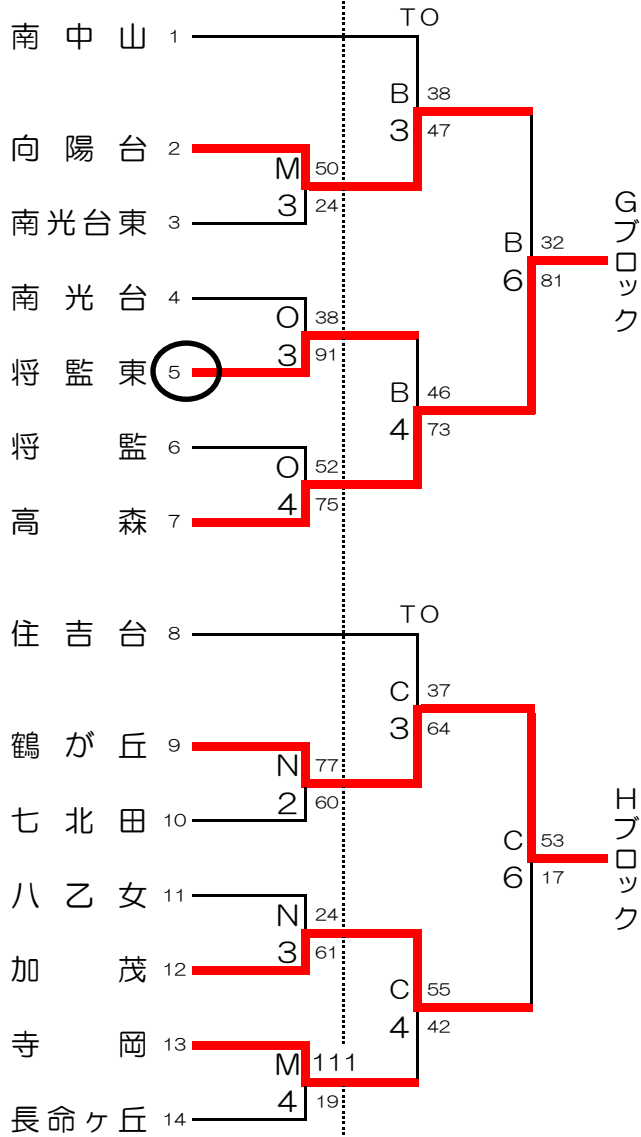 TO
南中山 1
B 38
3 47
向陽台 2
M 50
3 24
南光台東 3
Gブロック
B 32
6 81
南光台 4
O 38
3 91
将監東 5
B 46
4 73
将監 6
O 52
4 75
高森 7
TO
住吉台 8
C 37
3 64
鶴が丘 9
N 77
2 60
七北田 10
Hブロック
C 53
6 17
八乙女 11
N 24
3 61
加茂 12
C 55
4 42
寺岡 13
M 111
4 19
長命ヶ丘 14